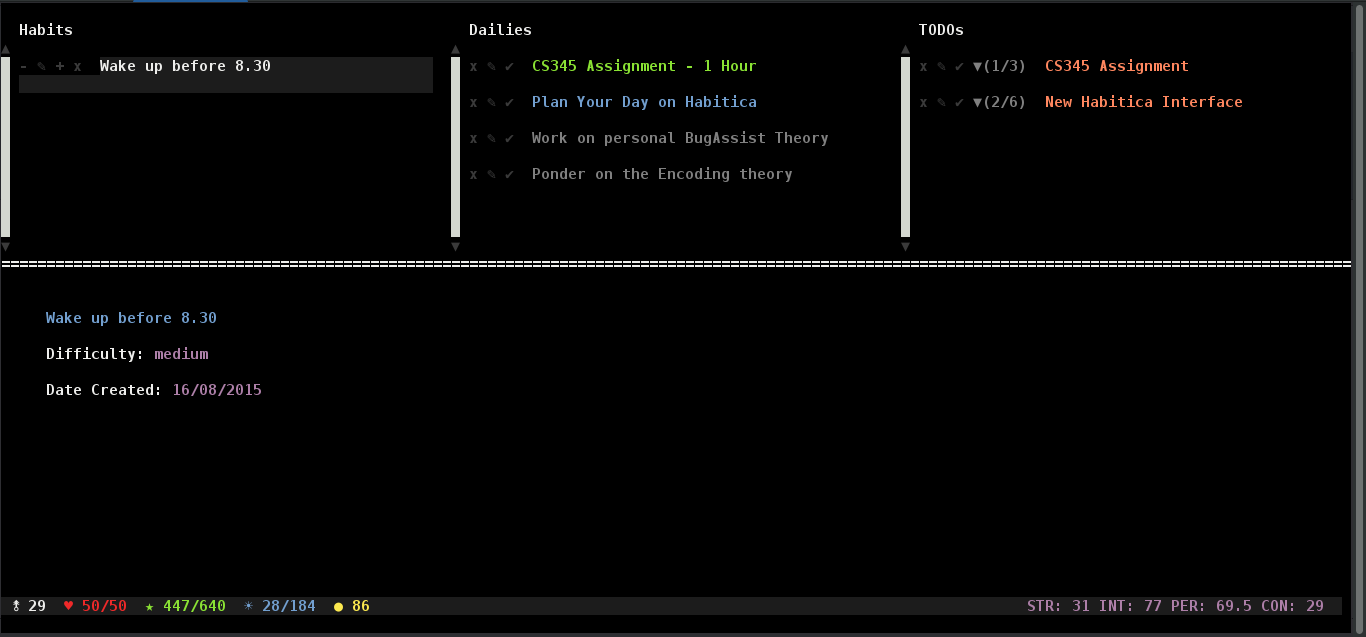 Habits
- ✎ + x Wake up before 8.30
Dailies
x ✎ ✔ CS345 Assignment - 1 Hour
x ✎ ✔ Plan Your Day on Habitica
x ✎ ✔ Work on personal BugAssist Theory
x ✎ ✔ Ponder on the Encoding theory
TODOs
x ✎ ✔ ▼(1/3) CS345 Assignment
x ✎ ✔ ▼(2/6) New Habitica Interface
Wake up before 8.30
Difficulty: medium
Date Created: 16/08/2015
29 ♥ 50/50 ★ 447/640 ☀ 28/184 ● 86 STR: 31 INT: 77 PER: 69.5 CON: 29